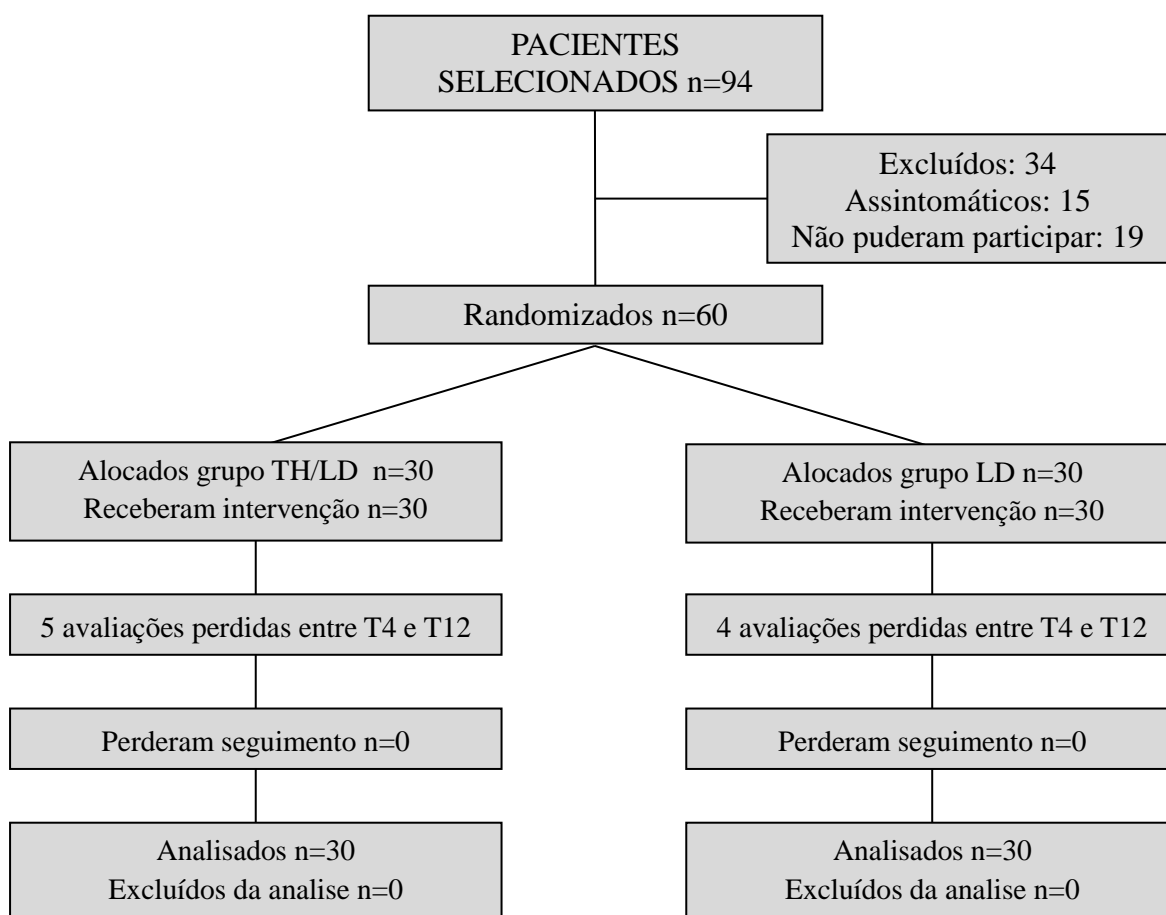 PACIENTES
SELECIONADOS n=94
Excluídos: 34
Assintomáticos: 15
Não puderam participar: 19
Randomizados n=60
Alocados grupo TH/LD n=30
Receberam intervenção n=30
Alocados grupo LD n=30
Receberam intervenção n=30
5 avaliações perdidas entre T4 e T12
4 avaliações perdidas entre T4 e T12
Perderam seguimento n=0
Perderam seguimento n=0
Analisados n=30
Excluídos da analise n=0
Analisados n=30
Excluídos da analise n=0